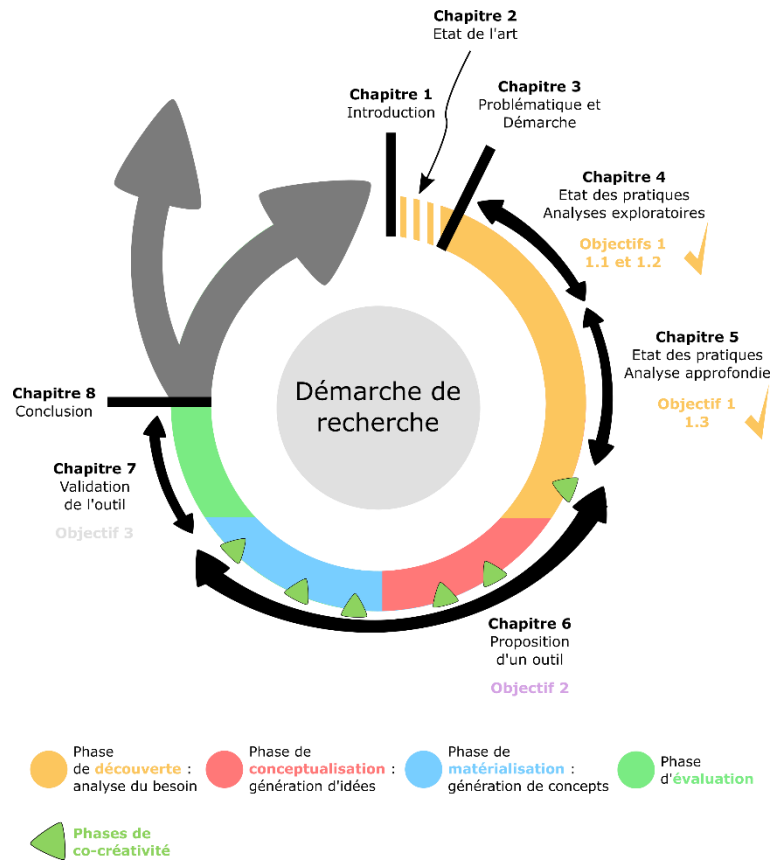 Chapitre 2
Etat de l'art
Chapitre 1
Introduction
Chapitre 3
Problématique et
Démarche
Chapitre 4
Etat des pratiques
Analyses exploratoires
Objectifs 1
1.1 et 1.2
Chapitre 5
Etat des pratiques
Analyse approfondie
Objectif 1
1.3
Démarche de
recherche
Chapitre 8
Conclusion
Chapitre 7
Validation
de l'outil
Objectif 3
Chapitre 6
Proposition
d'un outil
Objectif 2
Phase
de découverte :
analyse du besoin
Phase de
conceptualisation :
génération d'idées
Phase de
matérialisation :
génération de concepts
Phase
d'évaluation
Phases de
co-créativité